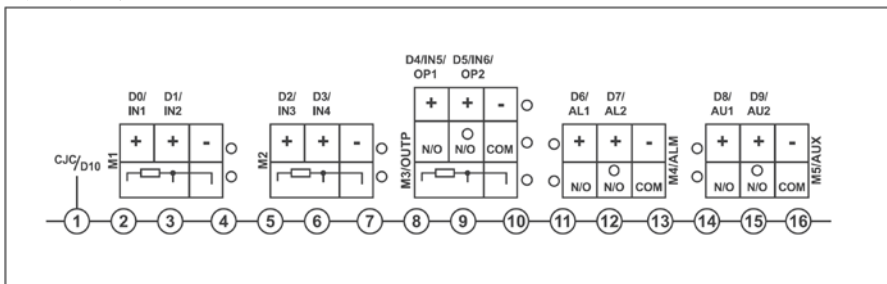 D4/IN5/ D5/IN6/
OP1 OP2
D0/ D1/ D2/ D3/ D6/ D7/ D8/ D9/
IN1 IN2 IN3 IN4 AL1 AL2 AU1 AU2
+ + -
+ + - + + - + + - + + -
N/O N/O COM
CJC/D10 M1 M2 M3/OUTP M4/ALM M5/AUX
N/O N/O COM N/O N/O COM
1 2 3 4 5 6 7 8 9 10 11 12 13 14 15 16